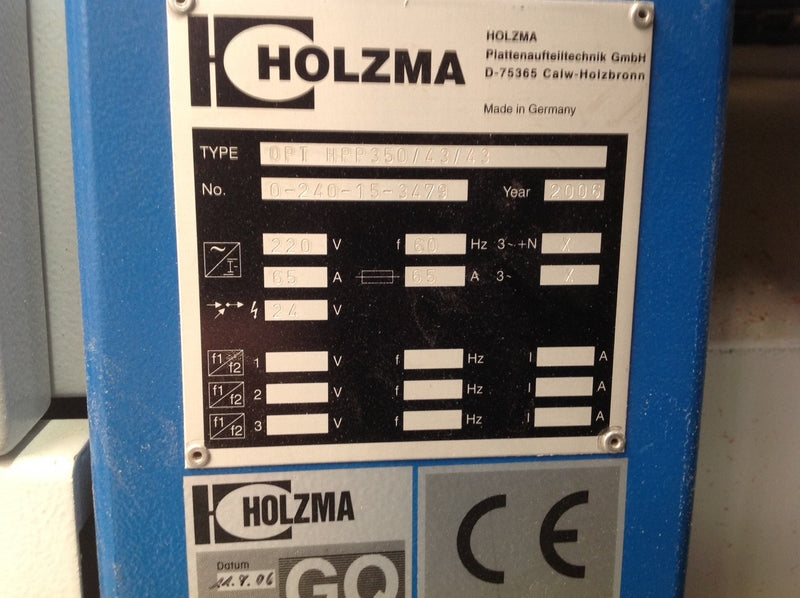 HOLZMA
HOLZMA
Plattenaufteiltechnik GmbH
D-75365 Calw-Holzbronn
Made in Germany
TYPE OPT HPP350/43/43
No. 0-240-15-3479 Year 2006
220 V f 60 Hz 3~+N X
65 A 65 A 3~ X
24 V
f1 f2 1 V f Hz I A
f1 f2 2 V f Hz I A
f1 f2 3 V f Hz I A
HOLZMA
Datum
GQ
CE